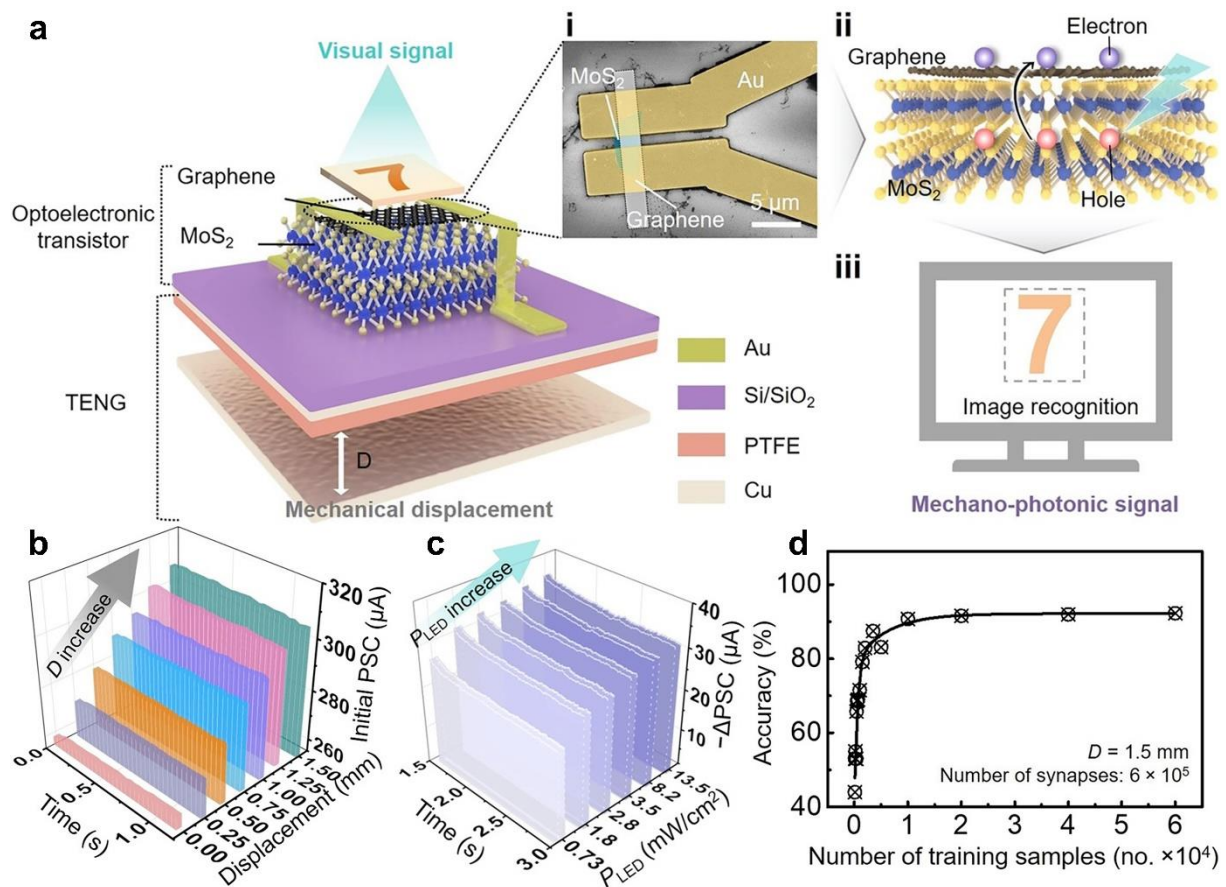 a
Visual signal
7
Graphene
Optoelectronic
transistor
MoS₂
TENG
D
Mechanical displacement
i
MoS₂
Au
Graphene
5 μm
Au
Si/SiO₂
PTFE
Cu
ii
Electron
Graphene
MoS₂
Hole
iii
7
Image recognition
Mechano-photonic signal
b
D increase
320
300
280
260
Initial PSC (μA)
0.0
0.5
1.0
Time (s)
0.00
0.25
0.50
0.75
1.00
1.25
1.50
Displacement (mm)
c
P_LED increase
40
30
20
10
−ΔPSC (μA)
1.5
2.0
2.5
3.0
Time (s)
0.73
1.8
2.8
3.5
8.2
13.5
P_LED (mW/cm²)
d
100
80
60
40
Accuracy (%)
D = 1.5 mm
Number of synapses: 6 × 10⁵
0 1 2 3 4 5 6
Number of training samples (no. ×10⁴)